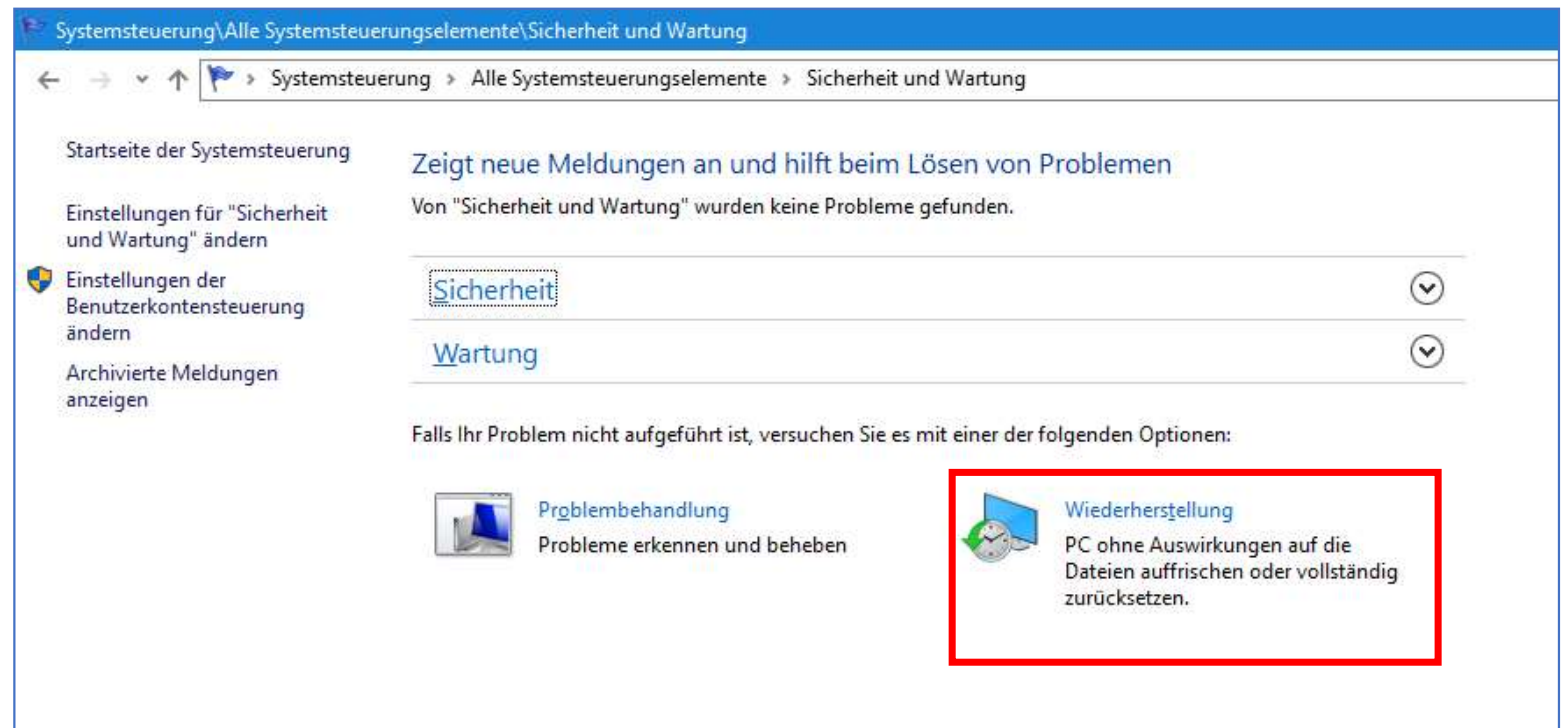 Systemsteuerung\Alle Systemsteuerungselemente\Sicherheit und Wartung
Systemsteuerung > Alle Systemsteuerungselemente > Sicherheit und Wartung
Startseite der Systemsteuerung
Einstellungen für "Sicherheit
und Wartung" ändern
Einstellungen der
Benutzerkontensteuerung
ändern
Archivierte Meldungen
anzeigen
Zeigt neue Meldungen an und hilft beim Lösen von Problemen
Von "Sicherheit und Wartung" wurden keine Probleme gefunden.
Sicherheit
Wartung
Falls Ihr Problem nicht aufgeführt ist, versuchen Sie es mit einer der folgenden Optionen:
Problembehandlung
Probleme erkennen und beheben
Wiederherstellung
PC ohne Auswirkungen auf die
Dateien auffrischen oder vollständig
zurücksetzen.